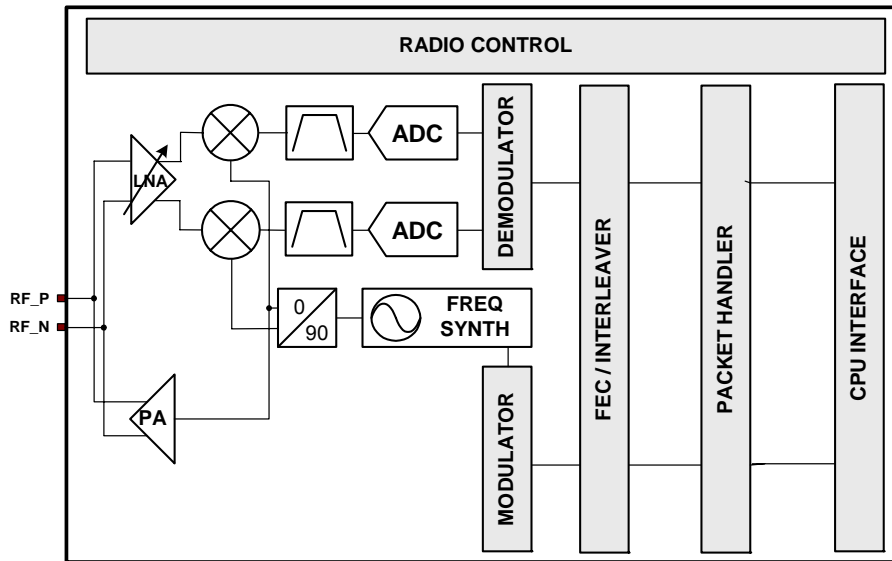 RADIO CONTROL
LNA
ADC
ADC
DEMODULATOR
FEC / INTERLEAVER
PACKET HANDLER
CPU INTERFACE
RF_P
RF_N
0
90
FREQ
SYNTH
PA
MODULATOR